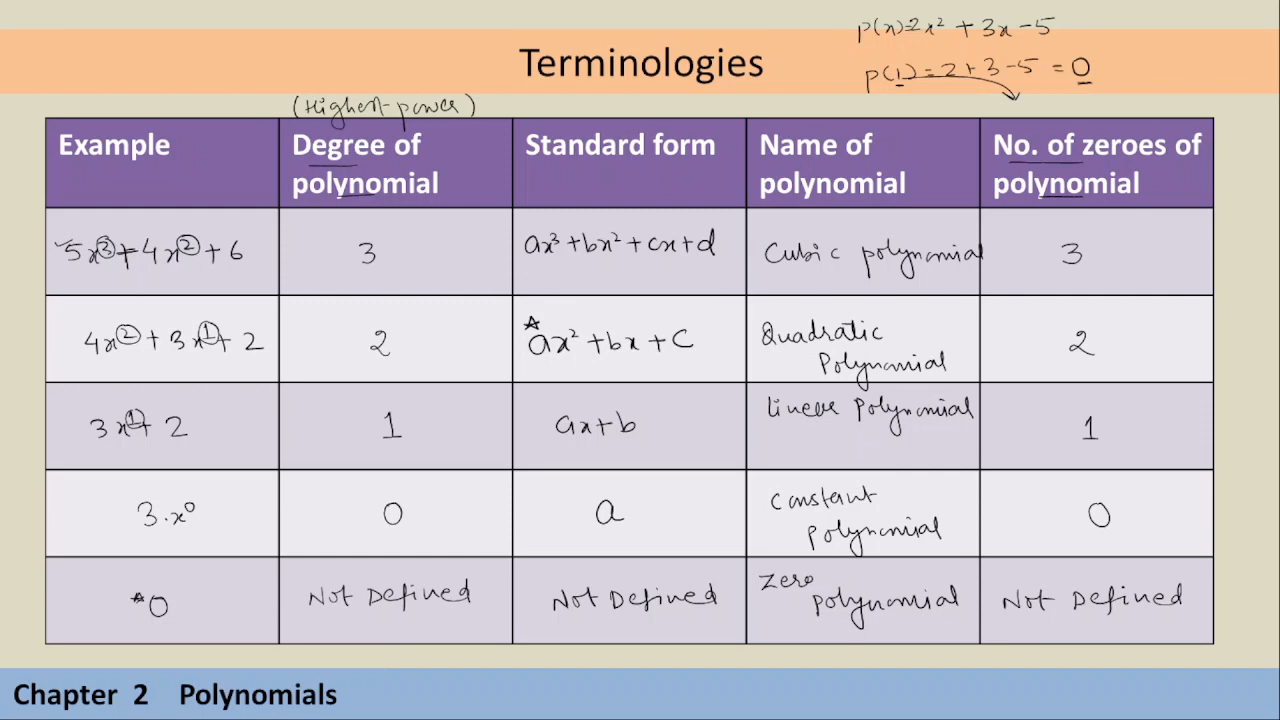 p(x)=2x² + 3x - 5
Terminologies
p(1) = 2 + 3 - 5 = 0
(Highest power)
Example
Degree of polynomial
Standard form
Name of polynomial
No. of zeroes of polynomial
5x³ + 4x² + 6
3
ax³ + bx² + cx + d
Cubic polynomial
3
4x² + 3x¹ + 2
2
ax² + bx + c
Quadratic Polynomial
2
3x¹ + 2
1
ax + b
linear polynomial
1
3.x⁰
0
a
Constant polynomial
0
0
Not Defined
Not Defined
Zero polynomial
Not Defined
Chapter 2 Polynomials